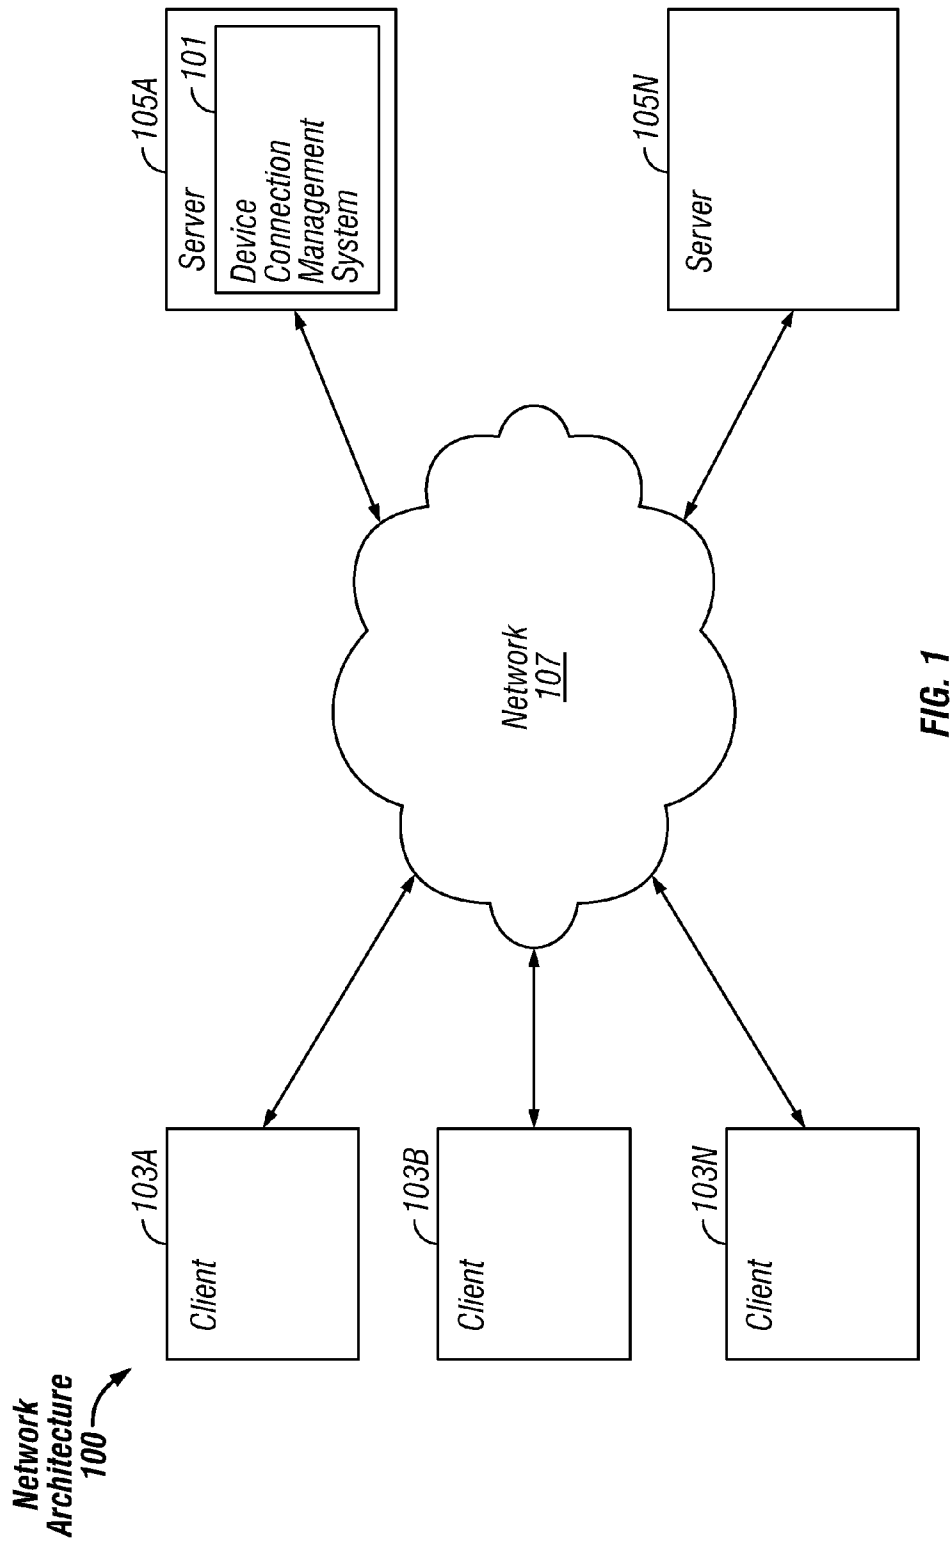 Network
Architecture
100
103A
Client
103B
Client
103N
Client
Network
107
105A
Server
101
Device
Connection
Management
System
105N
Server
FIG. 1